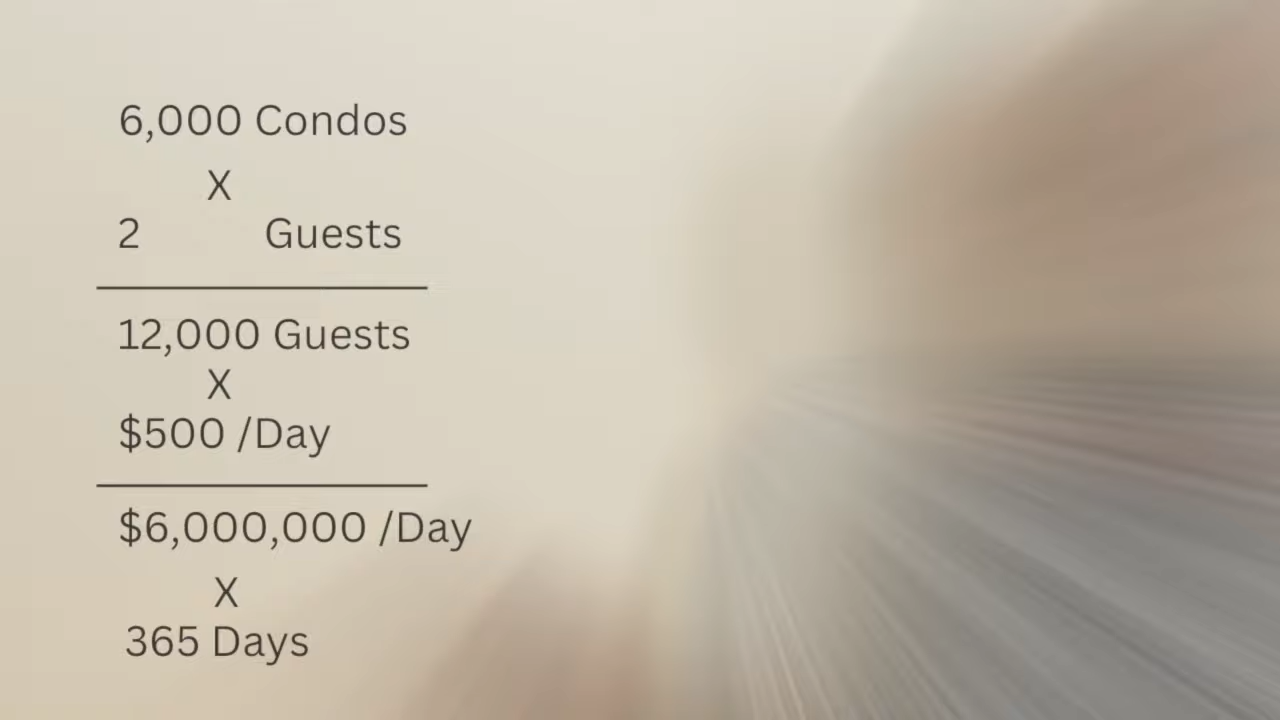 6,000 Condos
X
2 Guests
12,000 Guests
X
$500 /Day
$6,000,000 /Day
X
365 Days